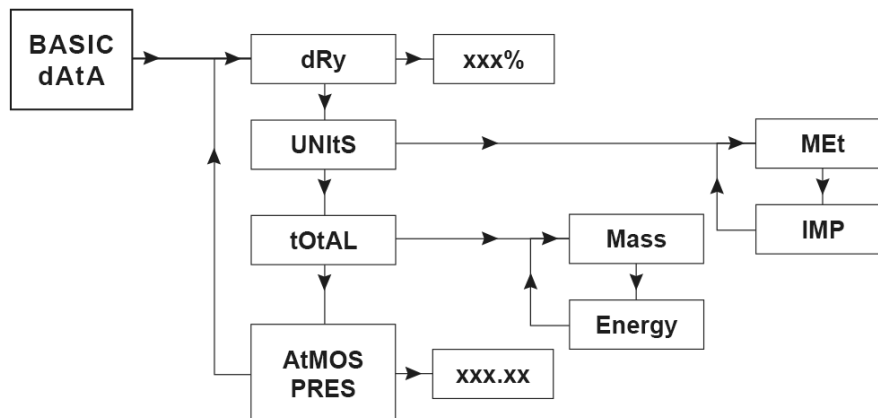 BASIC
dAtA
dRy
xxx%
UNItS
MEt
IMP
tOtAL
Mass
Energy
AtMOS
PRES
xxx.xx